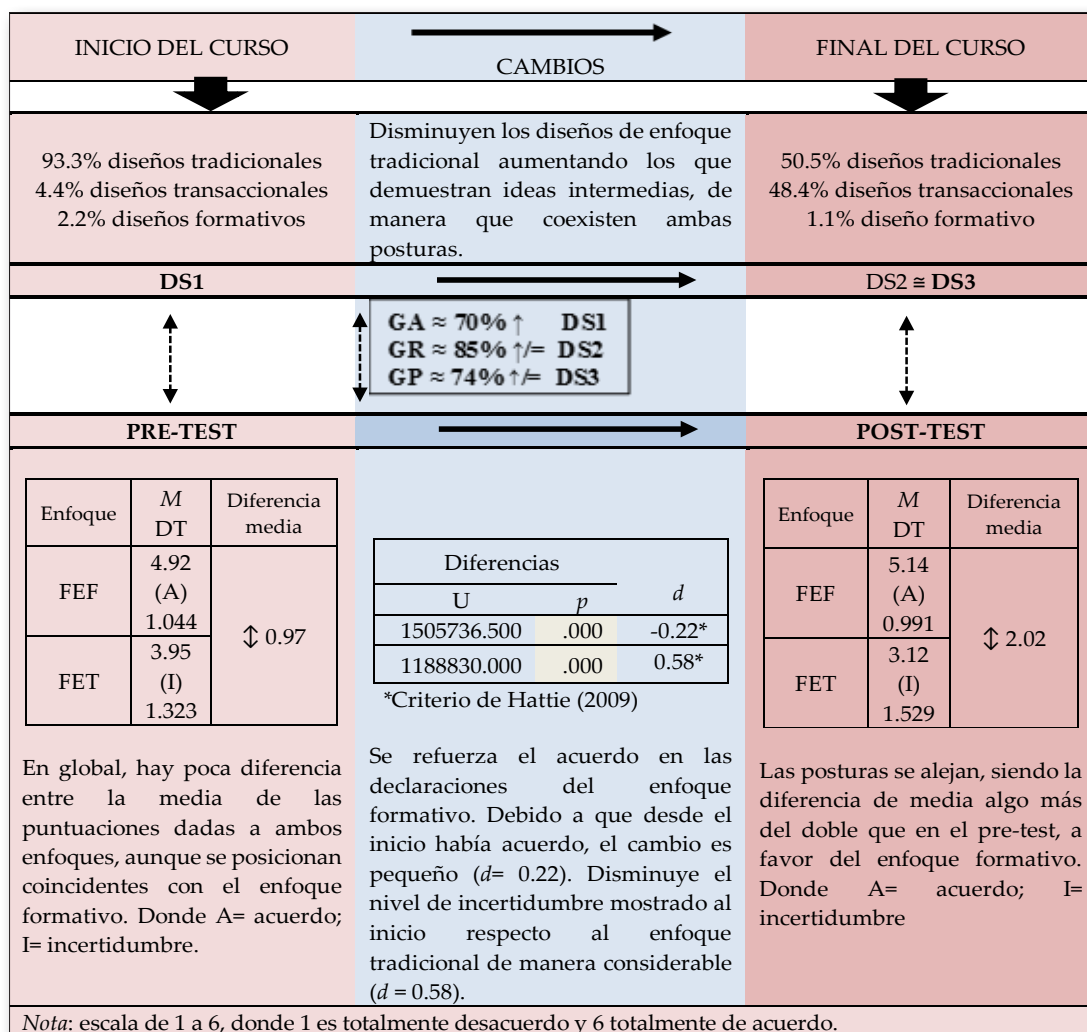 INICIO DEL CURSO
CAMBIOS
FINAL DEL CURSO
93.3% diseños tradicionales
4.4% diseños transaccionales
2.2% diseños formativos
Disminuyen los diseños de enfoque
tradicional aumentando los que
demuestran ideas intermedias, de
manera que coexisten ambas
posturas.
50.5% diseños tradicionales
48.4% diseños transaccionales
1.1% diseño formativo
DS1
DS2 ≅ DS3
GA ≈ 70% ↑ DS1
GR ≈ 85% ↑/= DS2
GP ≈ 74% ↑/= DS3
PRE-TEST
POST-TEST
Enfoque
M
DT
Diferencia
media
FEF
4.92
(A)
1.044
↕ 0.97
FET
3.95
(I)
1.323
En global, hay poca diferencia
entre la media de las
puntuaciones dadas a ambos
enfoques, aunque se posicionan
coincidentes con el enfoque
formativo. Donde A= acuerdo;
I= incertidumbre.
Diferencias
d
U p
1505736.500 .000 -0.22*
1188830.000 .000 0.58*
*Criterio de Hattie (2009)
Se refuerza el acuerdo en las
declaraciones del enfoque
formativo. Debido a que desde el
inicio había acuerdo, el cambio es
pequeño (d= 0.22). Disminuye el
nivel de incertidumbre mostrado al
inicio respecto al enfoque
tradicional de manera considerable
(d = 0.58).
Enfoque
M
DT
Diferencia
media
FEF
5.14
(A)
0.991
↕ 2.02
FET
3.12
(I)
1.529
Las posturas se alejan, siendo la
diferencia de media algo más
del doble que en el pre-test, a
favor del enfoque formativo.
Donde A= acuerdo; I=
incertidumbre
Nota: escala de 1 a 6, donde 1 es totalmente desacuerdo y 6 totalmente de acuerdo.